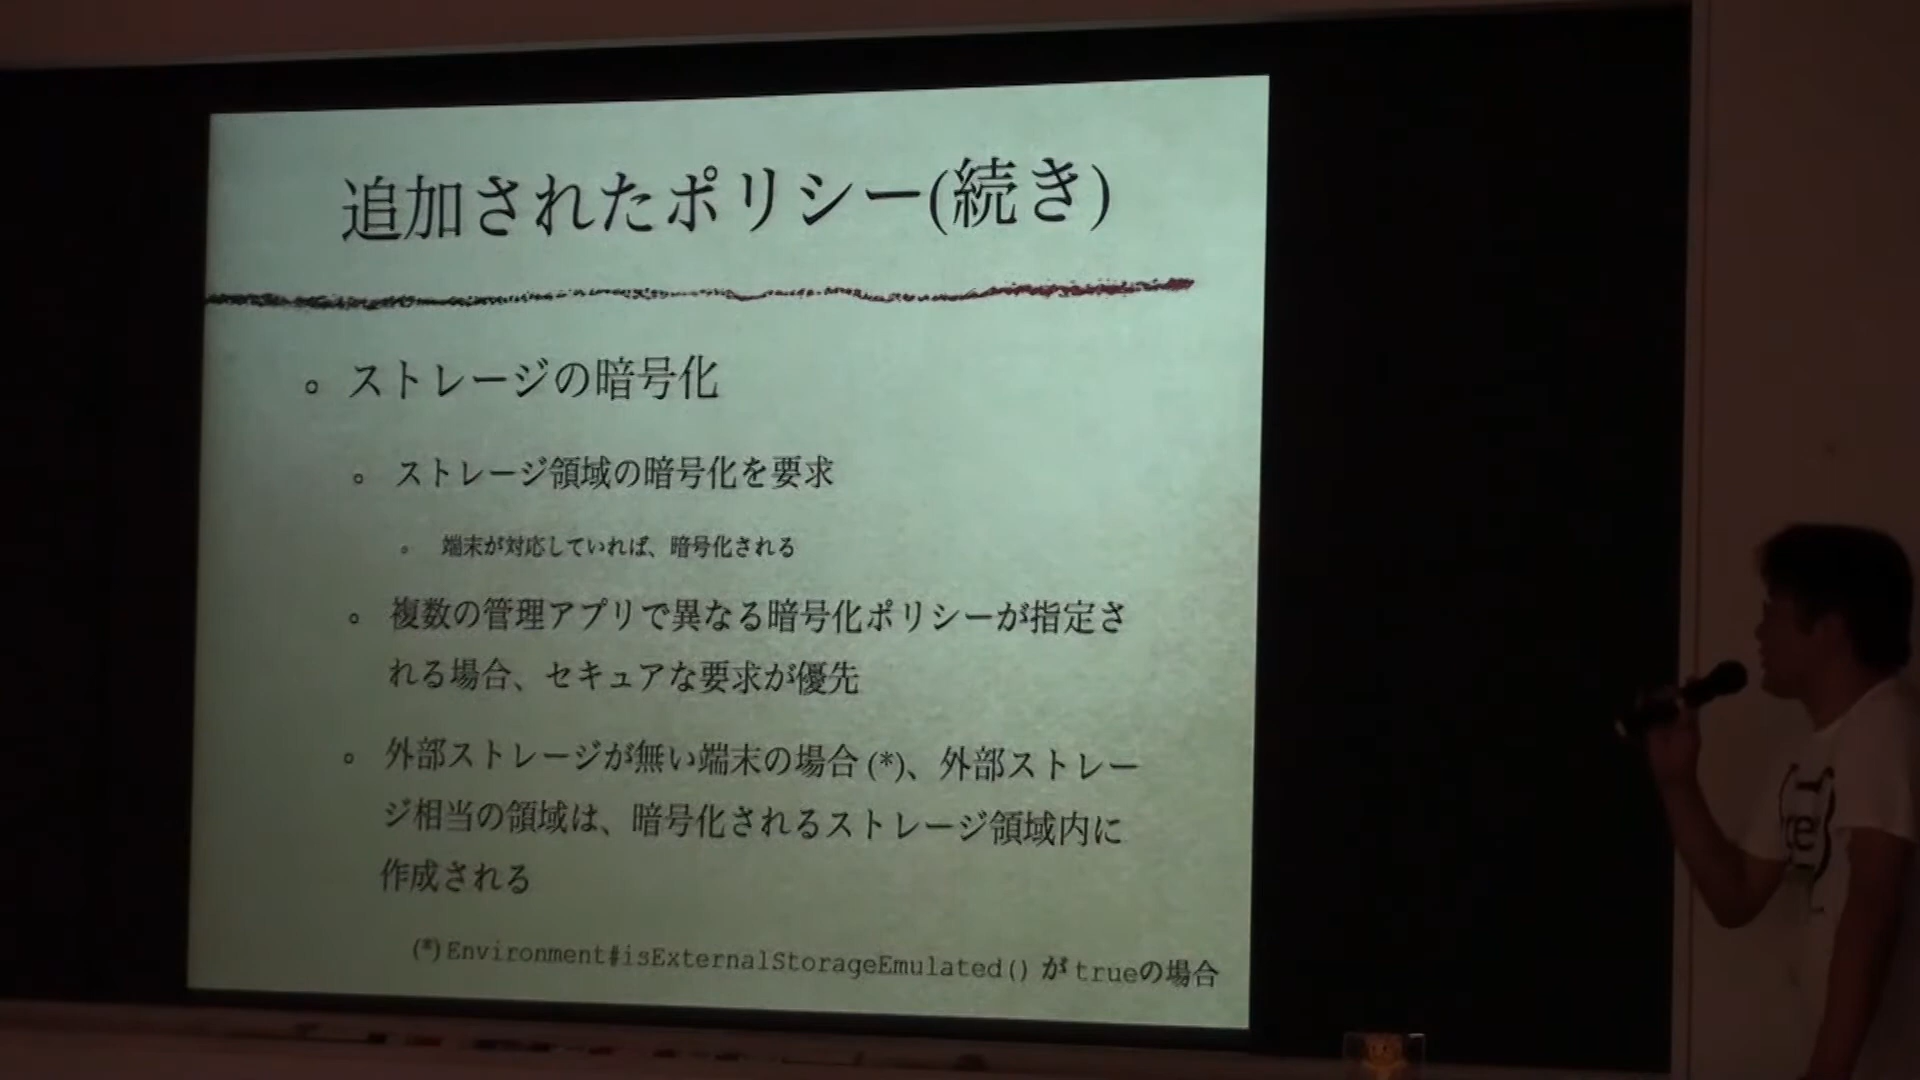 追加されたポリシー(続き)
ストレージの暗号化
ストレージ領域の暗号化を要求
端末が対応していれば、暗号化される
複数の管理アプリで異なる暗号化ポリシーが指定さ
れる場合、セキュアな要求が優先
外部ストレージが無い端末の場合(*)、外部ストレー
ジ相当の領域は、暗号化されるストレージ領域内に
作成される
(*)Environment#isExternalStorageEmulated() がtrueの場合